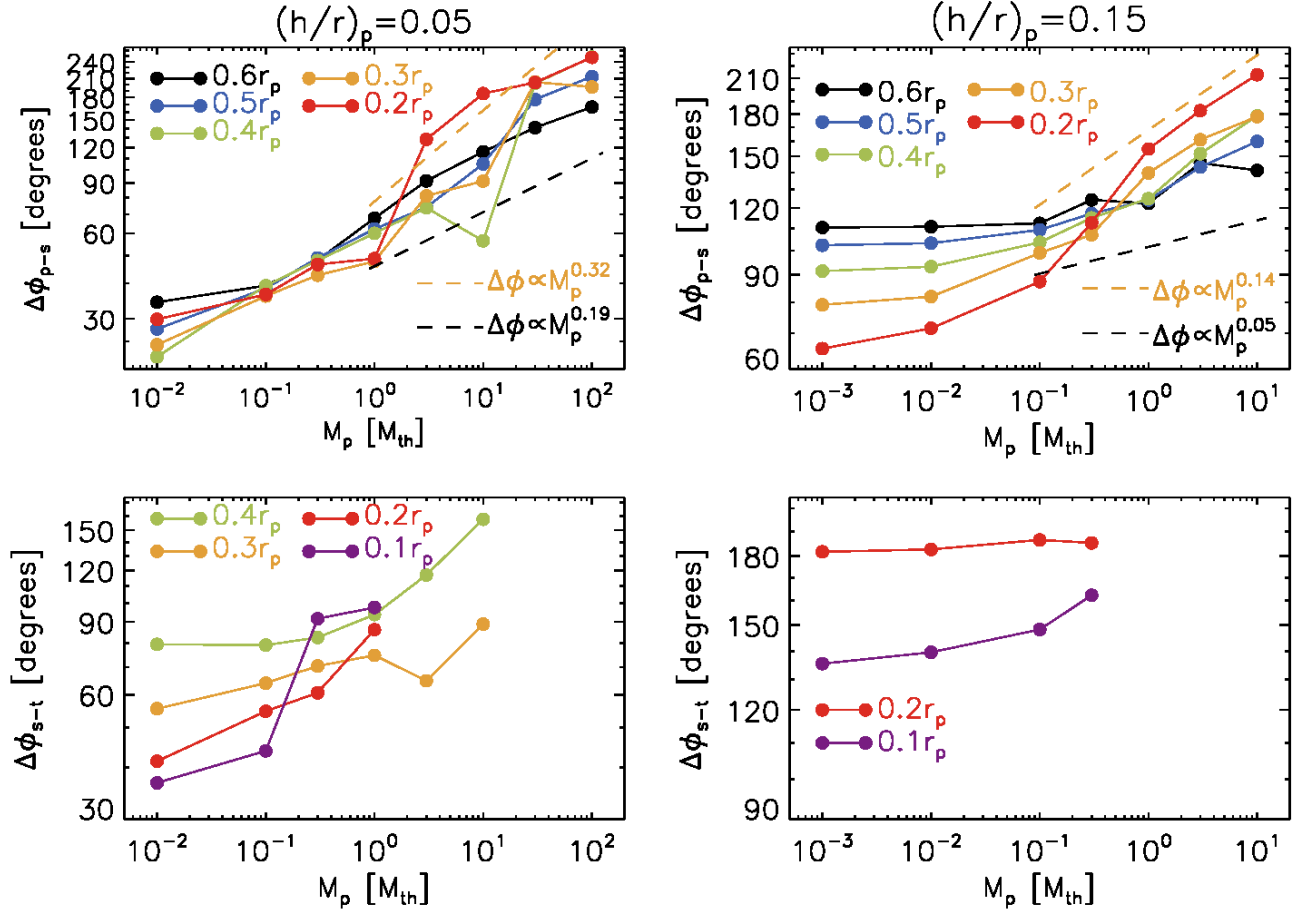 (h/r)p=0.05
(h/r)p=0.15
240
210
180
150
120
90
60
30
Δφp−s [degrees]
0.6rp
0.5rp
0.4rp
0.3rp
0.2rp
Δφ∝Mp^0.32
Δφ∝Mp^0.19
10^-2 10^-1 10^0 10^1 10^2
Mp [Mth]
210
180
150
120
90
60
Δφp−s [degrees]
0.6rp
0.5rp
0.4rp
0.3rp
0.2rp
Δφ∝Mp^0.14
Δφ∝Mp^0.05
10^-3 10^-2 10^-1 10^0 10^1
Mp [Mth]
150
120
90
60
30
Δφs−t [degrees]
0.4rp
0.3rp
0.2rp
0.1rp
10^-2 10^-1 10^0 10^1 10^2
Mp [Mth]
180
150
120
90
Δφs−t [degrees]
0.2rp
0.1rp
10^-3 10^-2 10^-1 10^0 10^1
Mp [Mth]